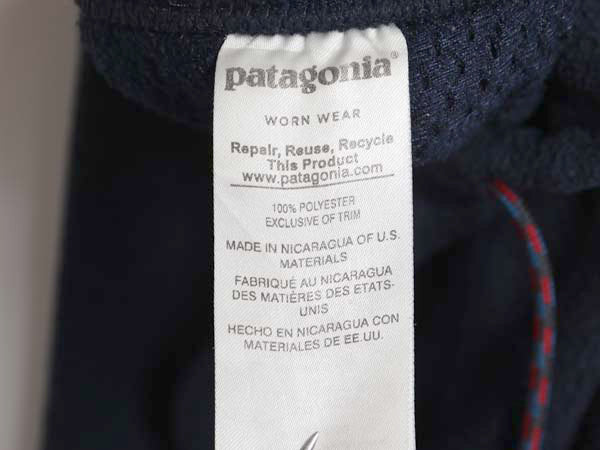 patagonia®
WORN WEAR
Repair, Reuse, Recycle
This Product
www.patagonia.com
100% POLYESTER
EXCLUSIVE OF TRIM
MADE IN NICARAGUA OF U.S.
MATERIALS
FABRIQUÉ AU NICARAGUA
DES MATIÈRES DES ETATS-
UNIS
HECHO EN NICARAGUA CON
MATERIALES DE EE.UU.